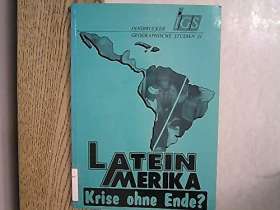 INNSBRUCKER
IGS
GEOGRAPHISCHE STUDIEN 21
LATEIN
AMERIKA
Krise ohne Ende?